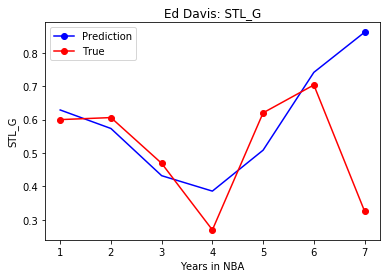 Ed Davis: STL_G
Prediction
True
STL_G
0.8
0.7
0.6
0.5
0.4
0.3
1 2 3 4 5 6 7
Years in NBA